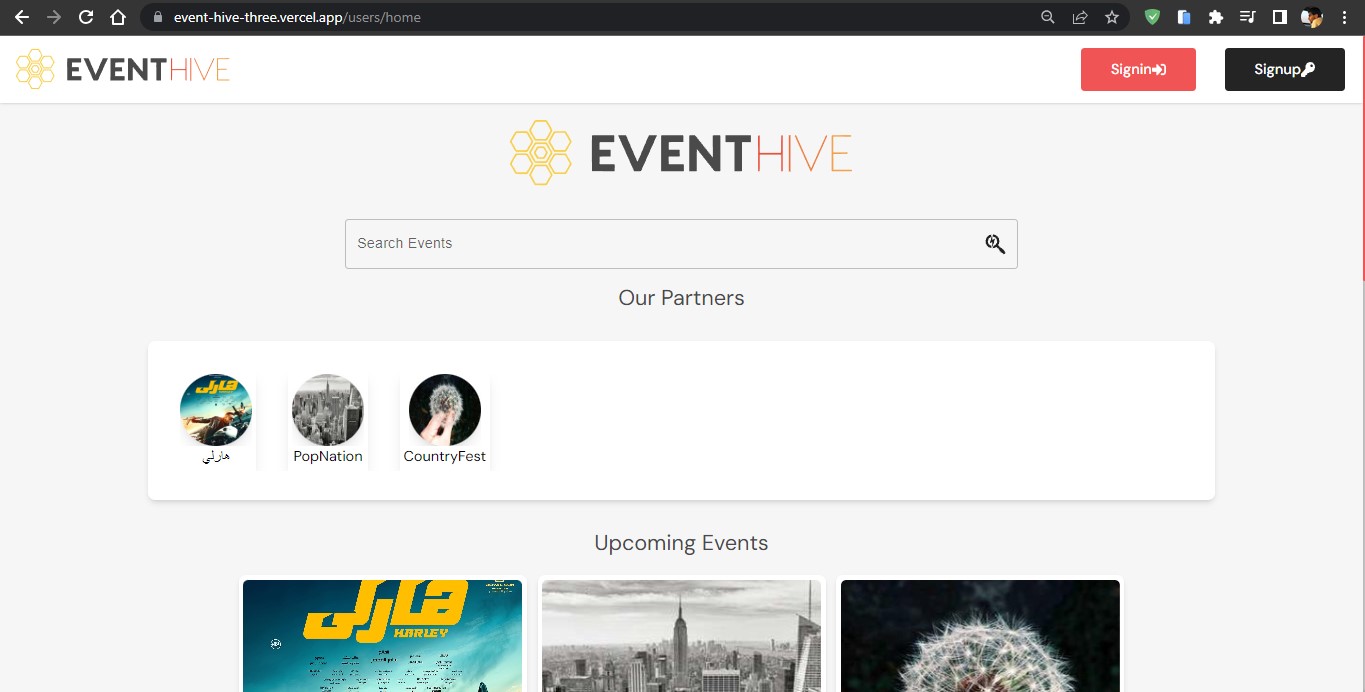 event-hive-three.vercel.app/users/home
EVENTHIVE
Signin
Signup
EVENTHIVE
Search Events
Our Partners
هارلي
هارلي
PopNation
CountryFest
Upcoming Events
هارلي
HARLEY